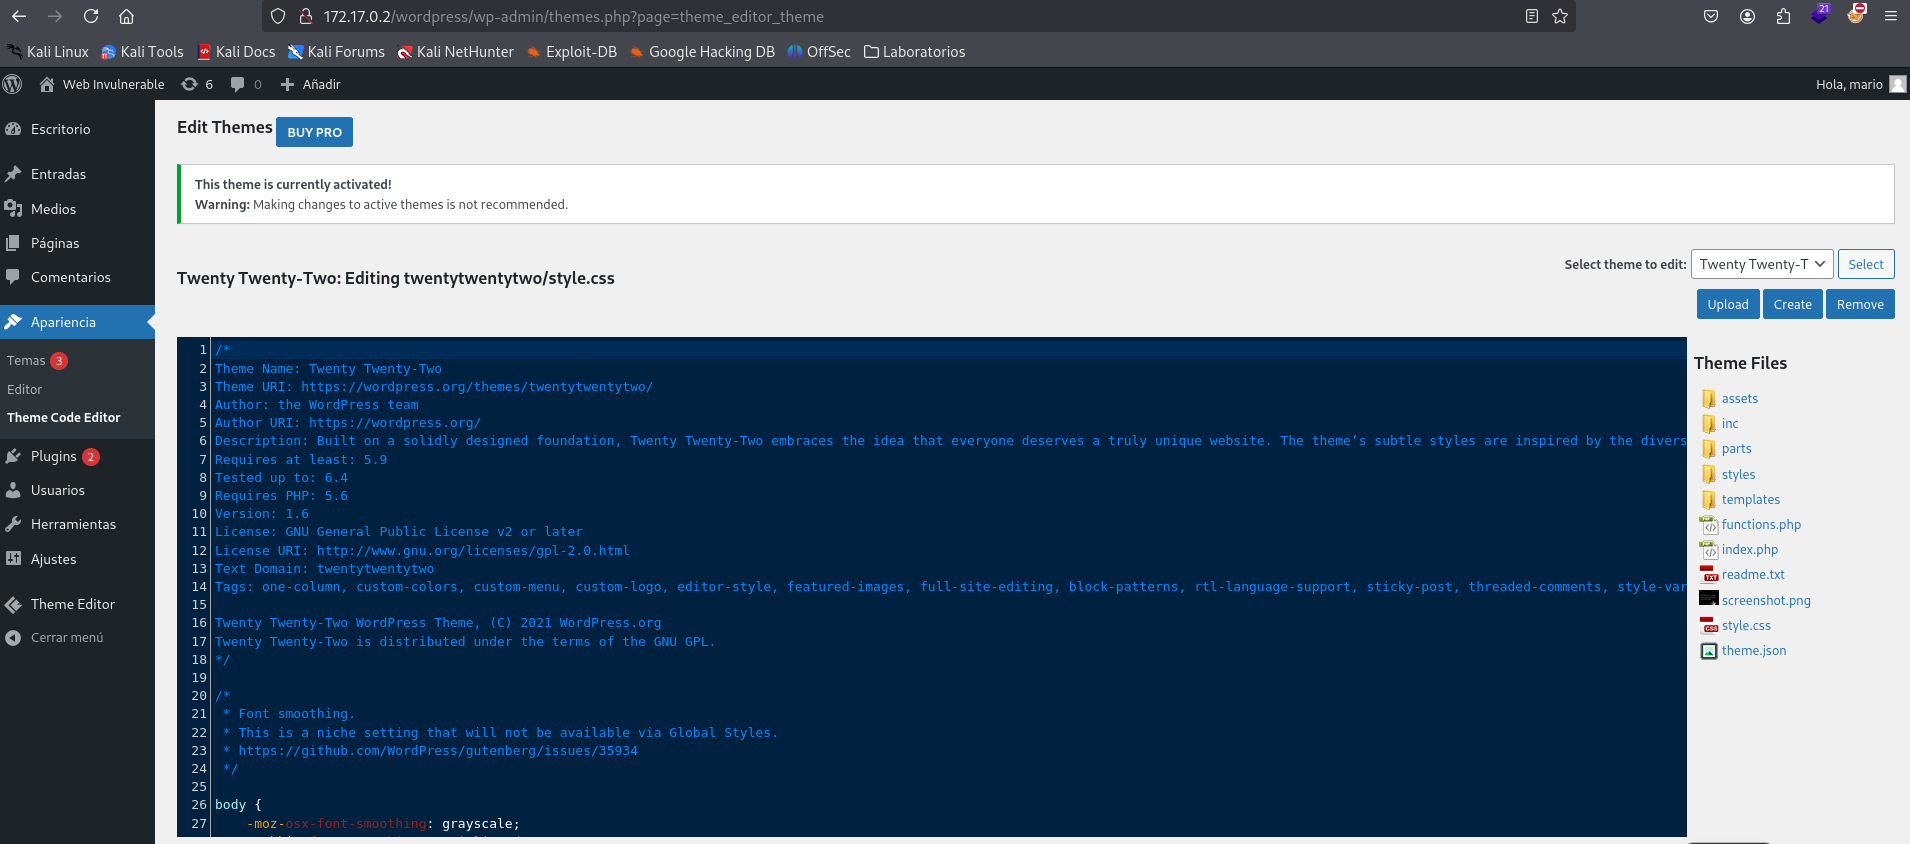 172.17.0.2/wordpress/wp-admin/themes.php?page=theme_editor_theme
21
Kali Linux Kali Tools Kali Docs Kali Forums Kali NetHunter Exploit-DB Google Hacking DB OffSec Laboratorios
Web Invulnerable 6 0 Añadir Hola, mario
Escritorio
Entradas
Medios
Páginas
Comentarios
Apariencia
Temas 3
Editor
Theme Code Editor
Plugins 2
Usuarios
Herramientas
Ajustes
Theme Editor
Cerrar menú
Edit Themes BUY PRO
This theme is currently activated!
Warning: Making changes to active themes is not recommended.
Select theme to edit: Twenty Twenty-T Select
Twenty Twenty-Two: Editing twentytwentytwo/style.css
Upload Create Remove
1 /*
2 Theme Name: Twenty Twenty-Two
3 Theme URI: https://wordpress.org/themes/twentytwentytwo/
4 Author: the WordPress team
5 Author URI: https://wordpress.org/
6 Description: Built on a solidly designed foundation, Twenty Twenty-Two embraces the idea that everyone deserves a truly unique website. The theme’s subtle styles are inspired by the divers
7 Requires at least: 5.9
8 Tested up to: 6.4
9 Requires PHP: 5.6
10 Version: 1.6
11 License: GNU General Public License v2 or later
12 License URI: http://www.gnu.org/licenses/gpl-2.0.html
13 Text Domain: twentytwentytwo
14 Tags: one-column, custom-colors, custom-menu, custom-logo, editor-style, featured-images, full-site-editing, block-patterns, rtl-language-support, sticky-post, threaded-comments, style-var
15
16 Twenty Twenty-Two WordPress Theme, (C) 2021 WordPress.org
17 Twenty Twenty-Two is distributed under the terms of the GNU GPL.
18 */
19
20 /*
21 * Font smoothing.
22 * This is a niche setting that will not be available via Global Styles.
23 * https://github.com/WordPress/gutenberg/issues/35934
24 */
25
26 body {
27 -moz-osx-font-smoothing: grayscale;
Theme Files
assets
inc
parts
styles
templates
functions.php
index.php
readme.txt
screenshot.png
style.css
theme.json